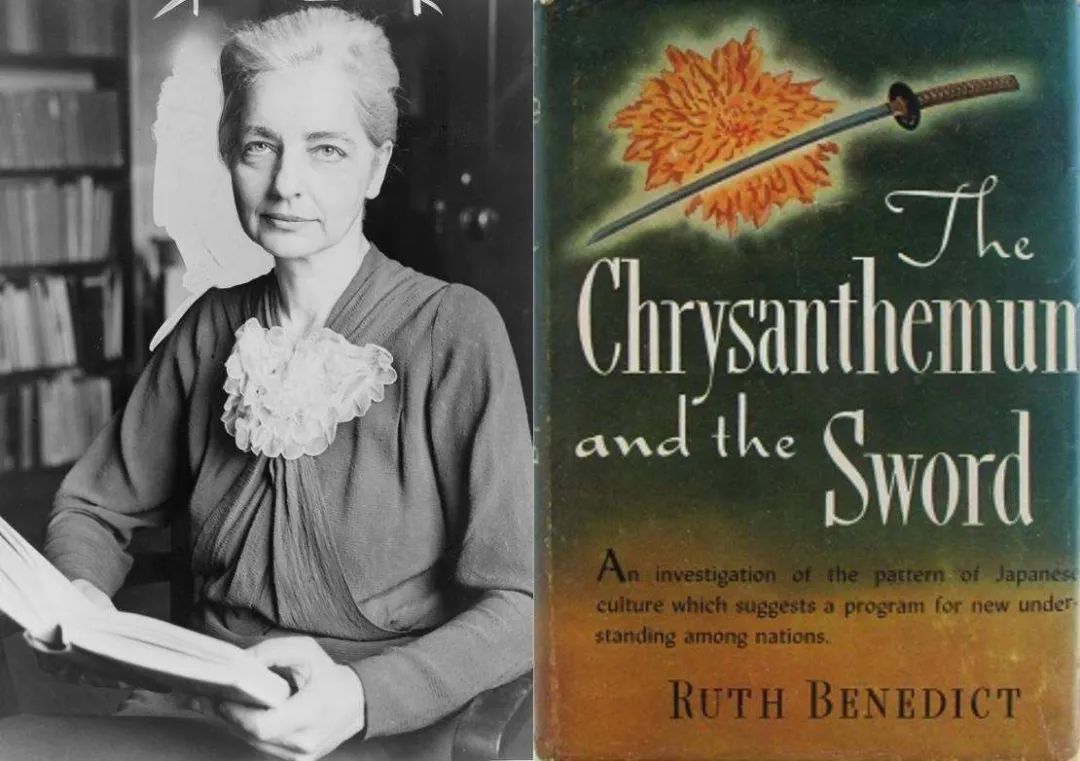 The
Chrysanthemum
and the Sword
An investigation of the pattern of Japanese
culture which suggests a program for new under-
standing among nations.
RUTH BENEDICT